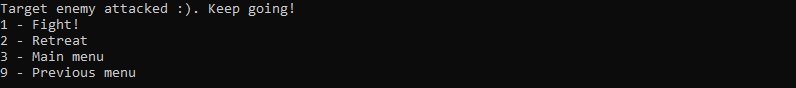 Target enemy attacked :). Keep going!
1 - Fight!
2 - Retreat
3 - Main menu
9 - Previous menu